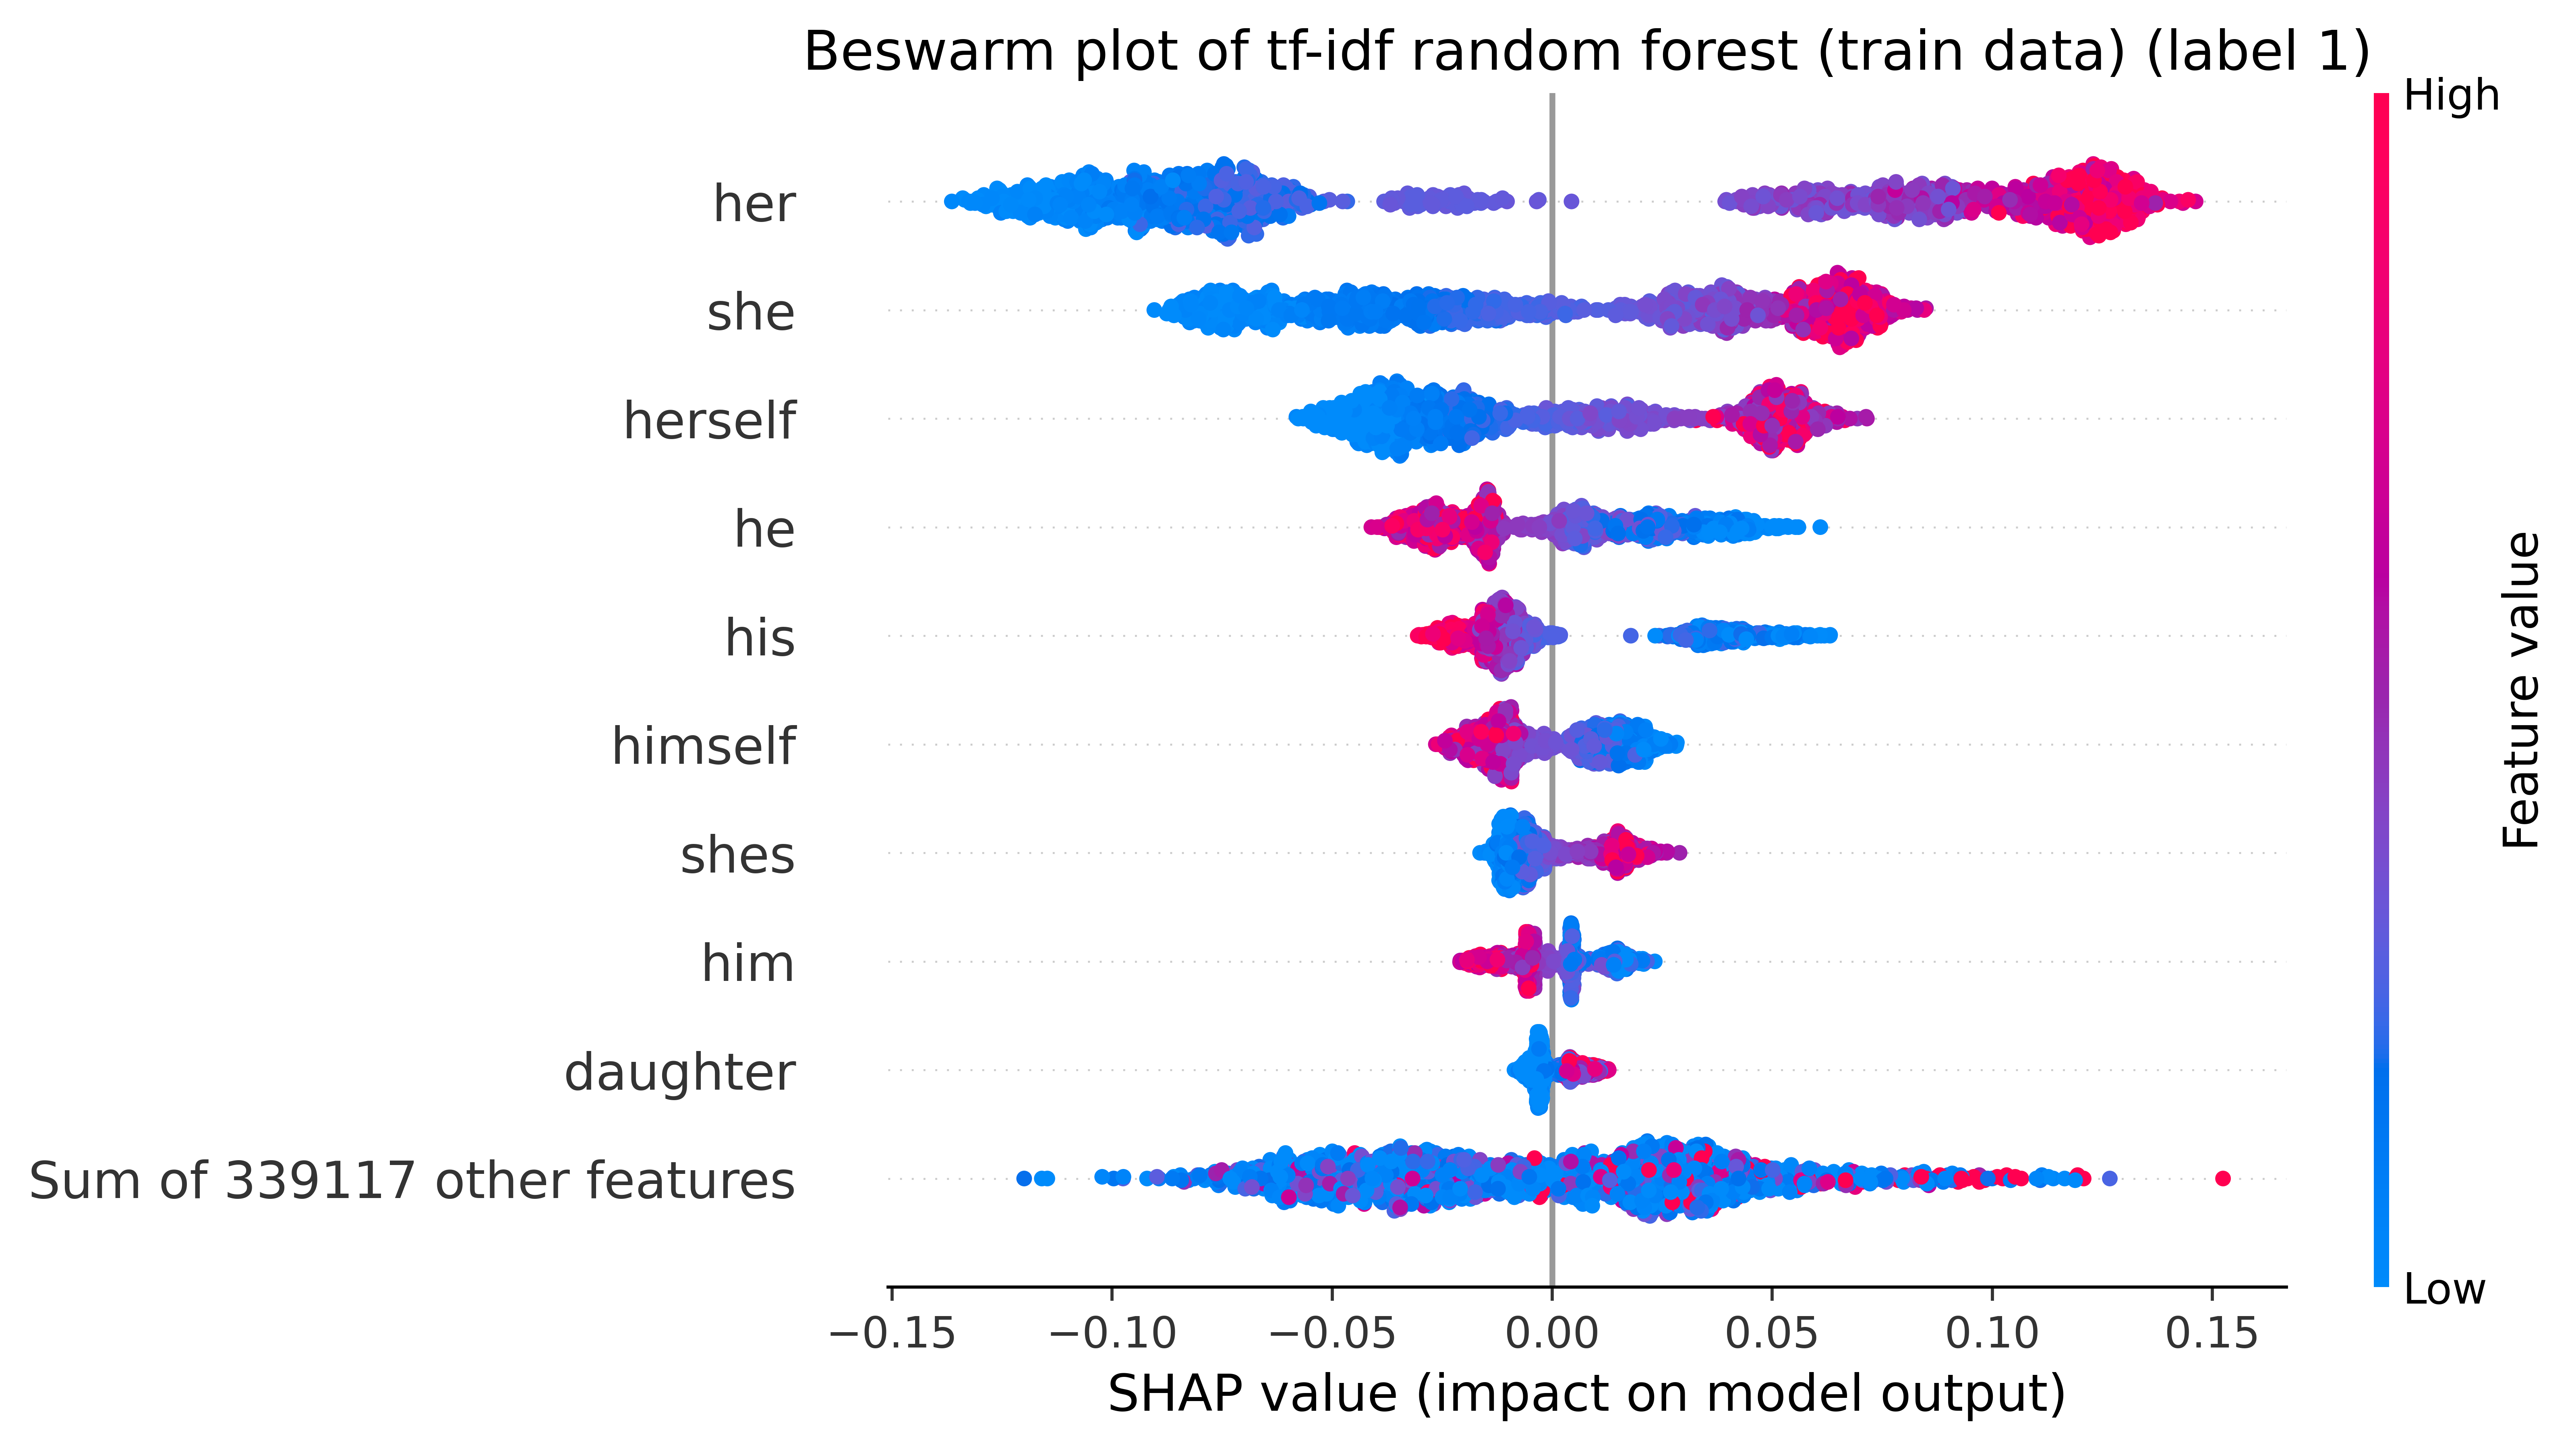 Beswarm plot of tf-idf random forest (train data) (label 1)
High
her
she
herself
he
his
himself
shes
him
daughter
Sum of 339117 other features
Feature value
Low
−0.15 −0.10 −0.05 0.00 0.05 0.10 0.15
SHAP value (impact on model output)